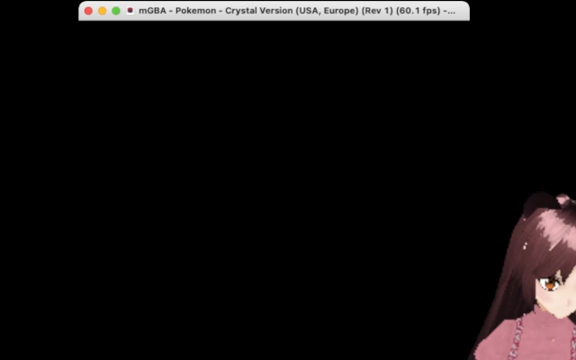 mGBA - Pokemon - Crystal Version (USA, Europe) (Rev 1) (60.1 fps) -...